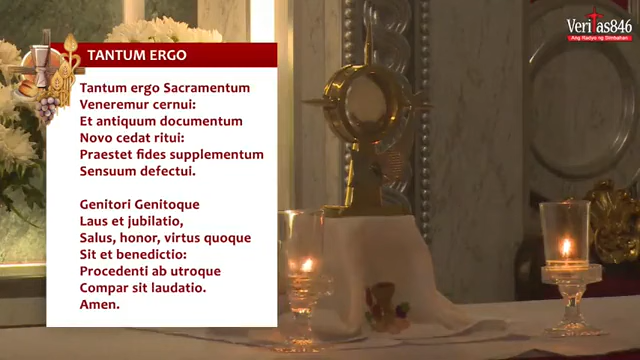 TANTUM ERGO
Tantum ergo Sacramentum
Veneremur cernui:
Et antiquum documentum
Novo cedat ritui:
Praestet fides supplementum
Sensuum defectui.
Genitori Genitoque
Laus et jubilatio,
Salus, honor, virtus quoque
Sit et benedictio:
Procedenti ab utroque
Compar sit laudatio.
Amen.
Veritas846
Ang Radyo ng Simbahan